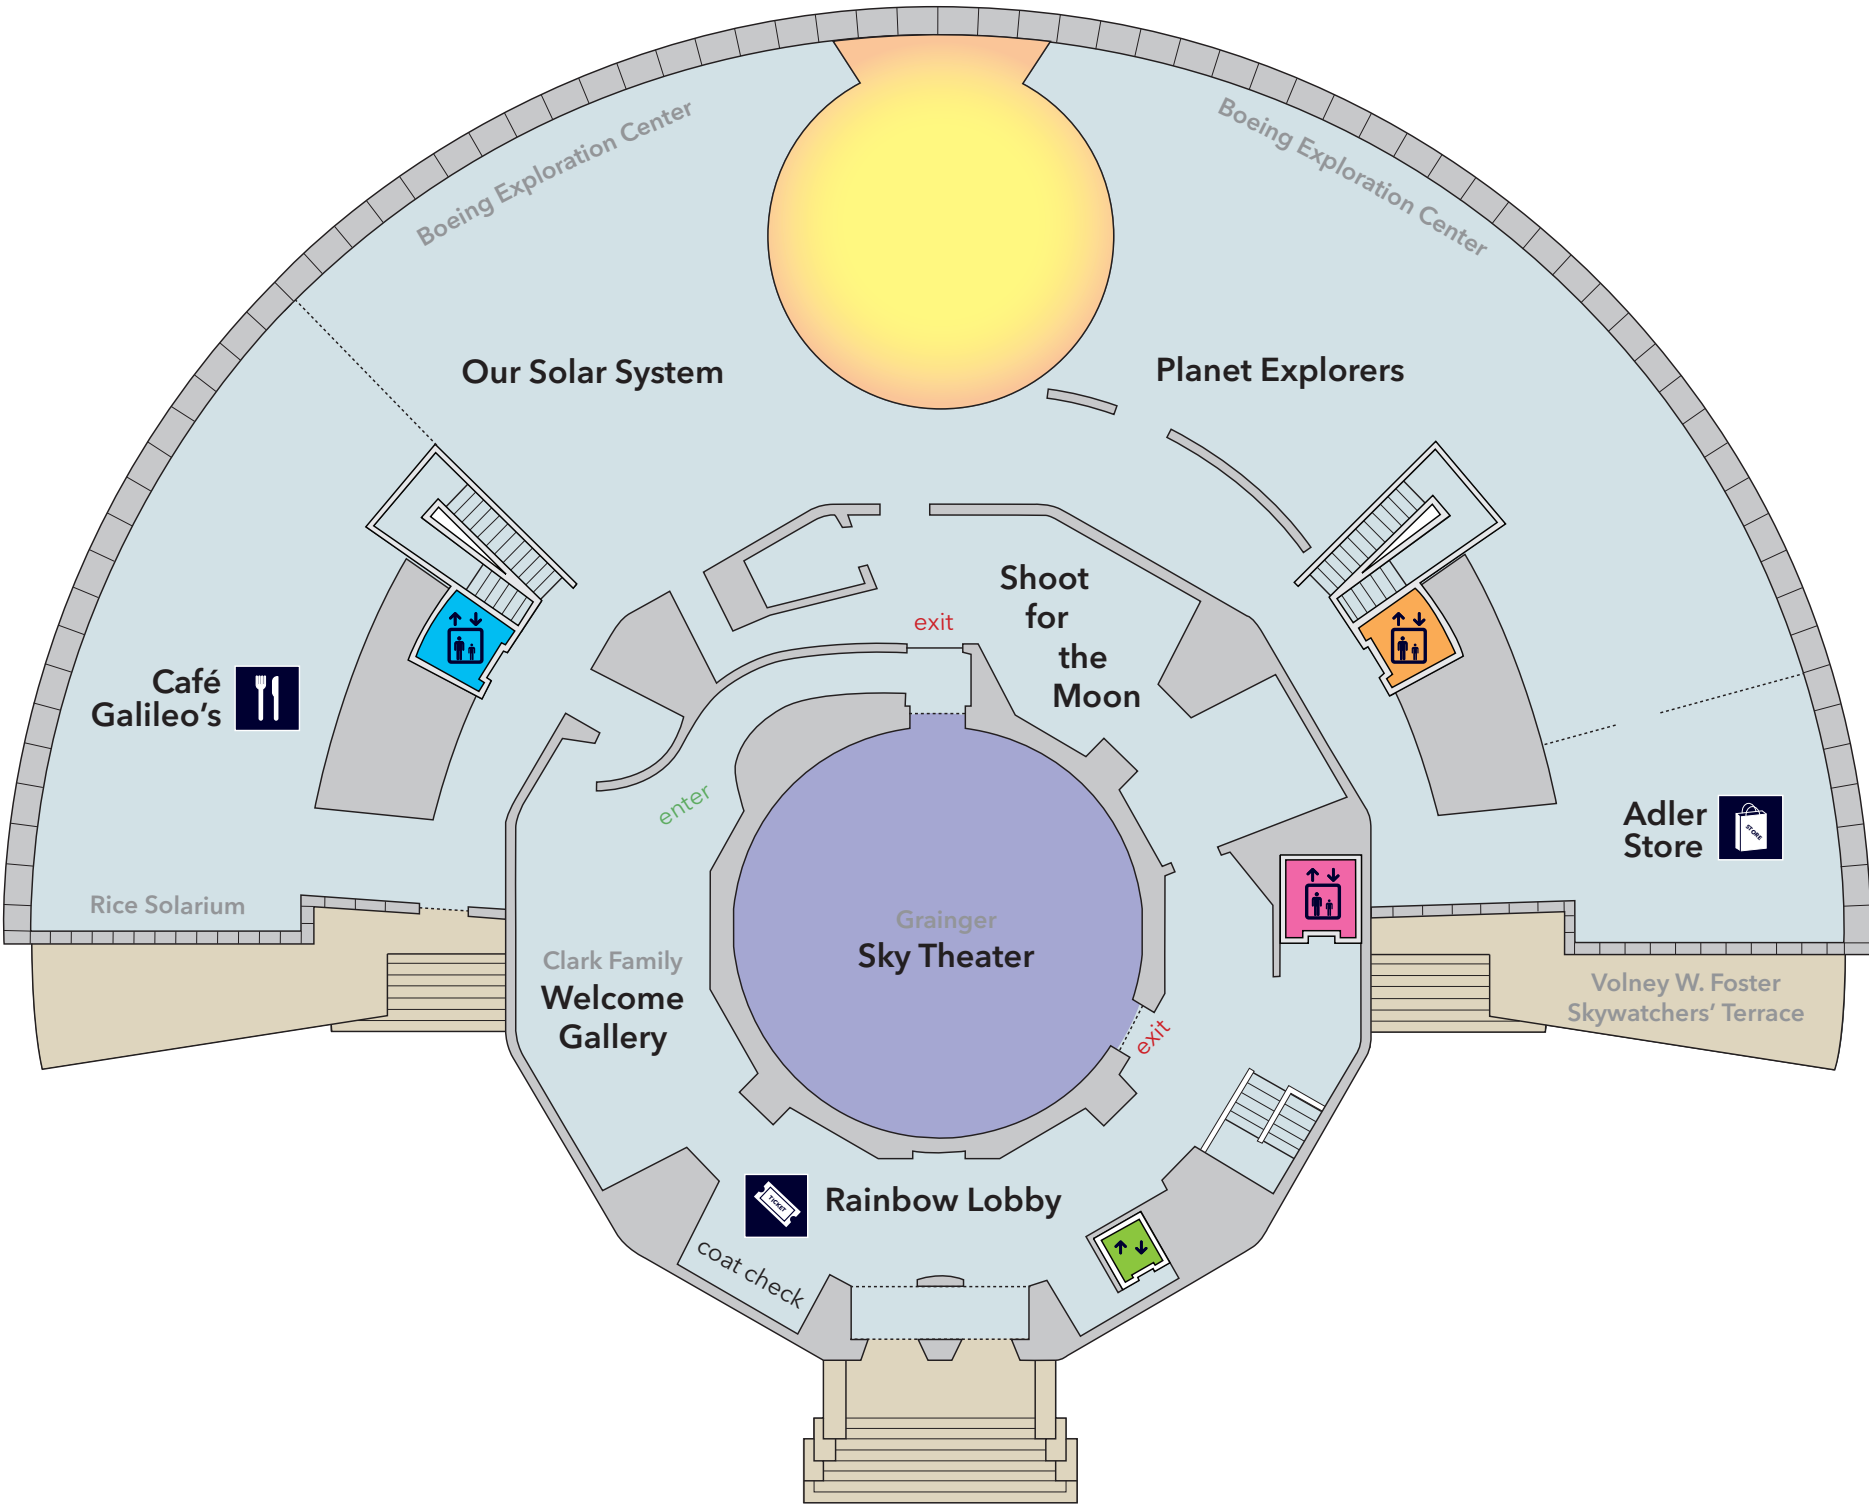 Boeing Exploration Center
Boeing Exploration Center
Our Solar System
Planet Explorers
Shoot
for
the
Moon
exit
Café
Galileo’s
enter
Adler
Store
STORE
Rice Solarium
Grainger
Sky Theater
Clark Family
Welcome
Gallery
Volney W. Foster
Skywatchers’ Terrace
exit
TICKET
Rainbow Lobby
coat check